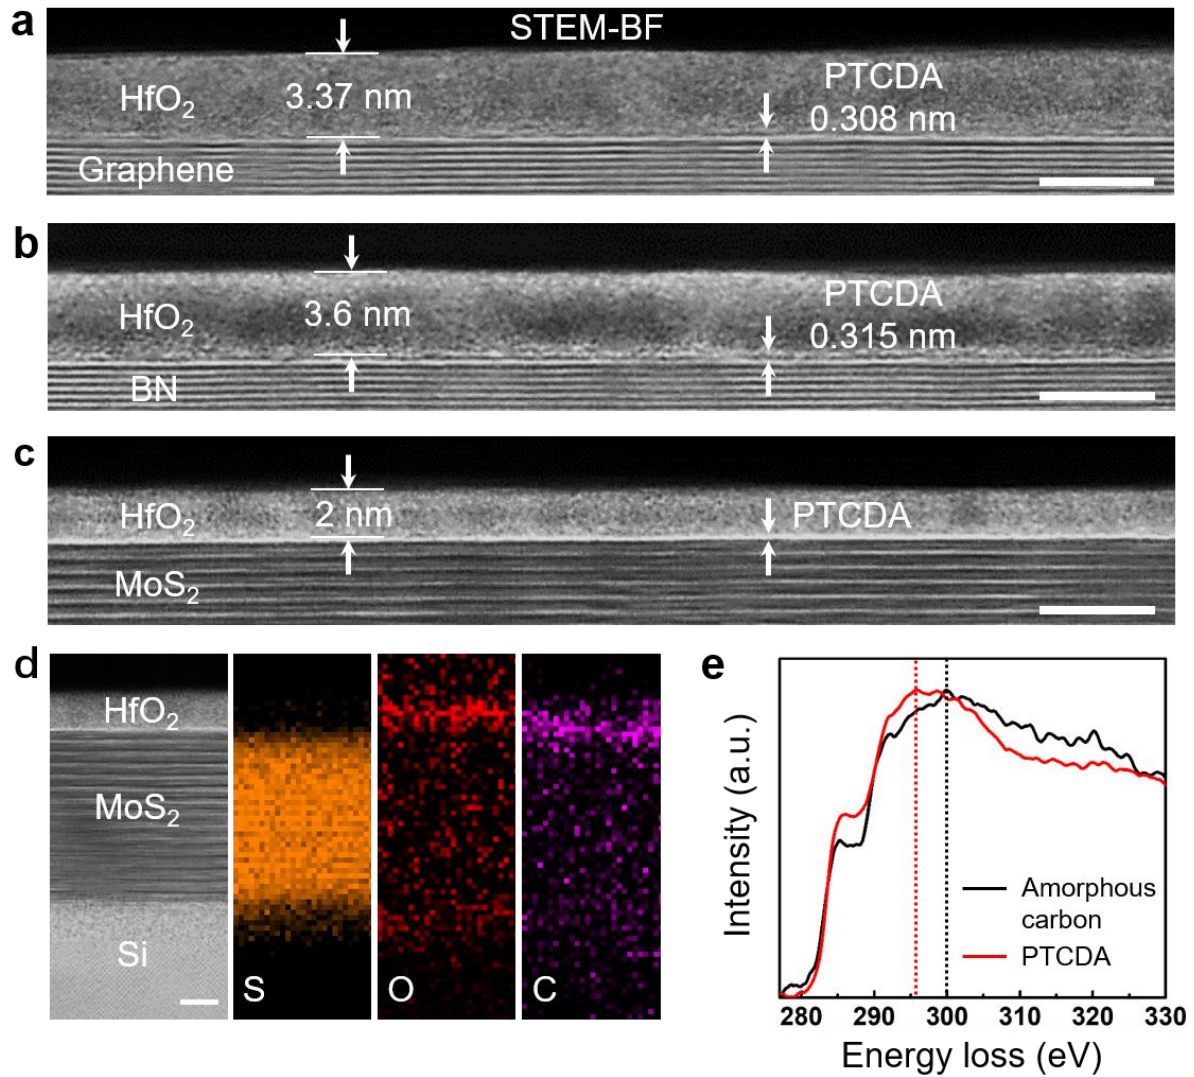 a
STEM-BF
HfO₂
3.37 nm
PTCDA
0.308 nm
Graphene
b
HfO₂
3.6 nm
PTCDA
0.315 nm
BN
c
HfO₂
2 nm
PTCDA
MoS₂
d
HfO₂
MoS₂
Si
S
O
C
e
Intensity (a.u.)
Amorphous
carbon
PTCDA
280 290 300 310 320 330
Energy loss (eV)